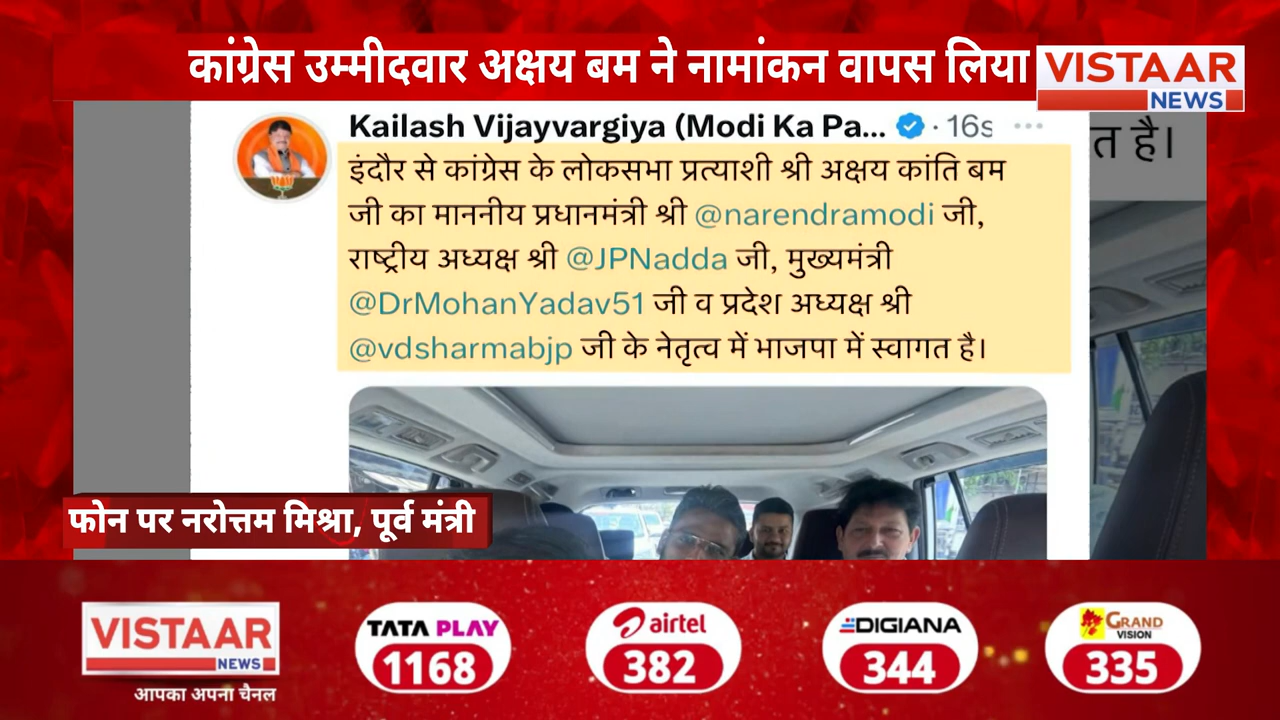 कांग्रेस उम्मीदवार अक्षय बम ने नामांकन वापस लिया
VISTAAR
NEWS
Kailash Vijayvargiya (Modi Ka Pa... · 16s ...
त है।
इंदौर से कांग्रेस के लोकसभा प्रत्याशी श्री अक्षय कांति बम
जी का माननीय प्रधानमंत्री श्री @narendramodi जी,
राष्ट्रीय अध्यक्ष श्री @JPNadda जी, मुख्यमंत्री
@DrMohanYadav51 जी व प्रदेश अध्यक्ष श्री
@vdsharmabjp जी के नेतृत्व में भाजपा में स्वागत है।
फोन पर नरोत्तम मिश्रा, पूर्व मंत्री
VISTAAR
NEWS
आपका अपना चैनल
TATA PLAY
1168
airtel
382
DIGIANA
344
GRAND
VISION
335